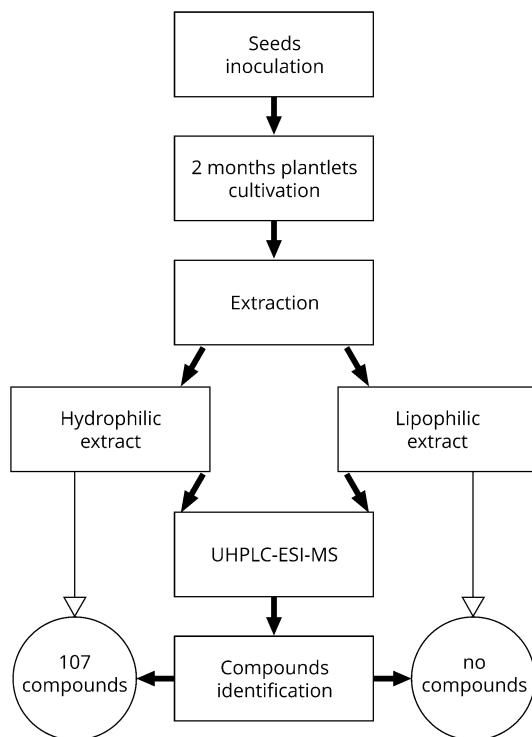 Seeds
inoculation
2 months plantlets
cultivation
Extraction
Hydrophilic
extract
Lipophilic
extract
UHPLC-ESI-MS
107
compounds
Compounds
identification
no
compounds